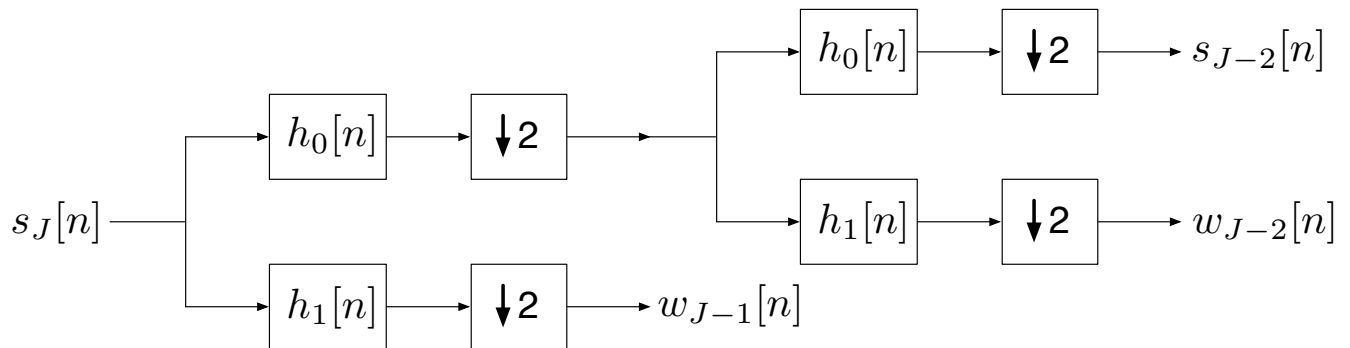 h₀[n] ↓2 s_{J−2}[n]
h₀[n] ↓2
s_J[n] h₁[n] ↓2 w_{J−2}[n]
h₁[n] ↓2 w_{J−1}[n]